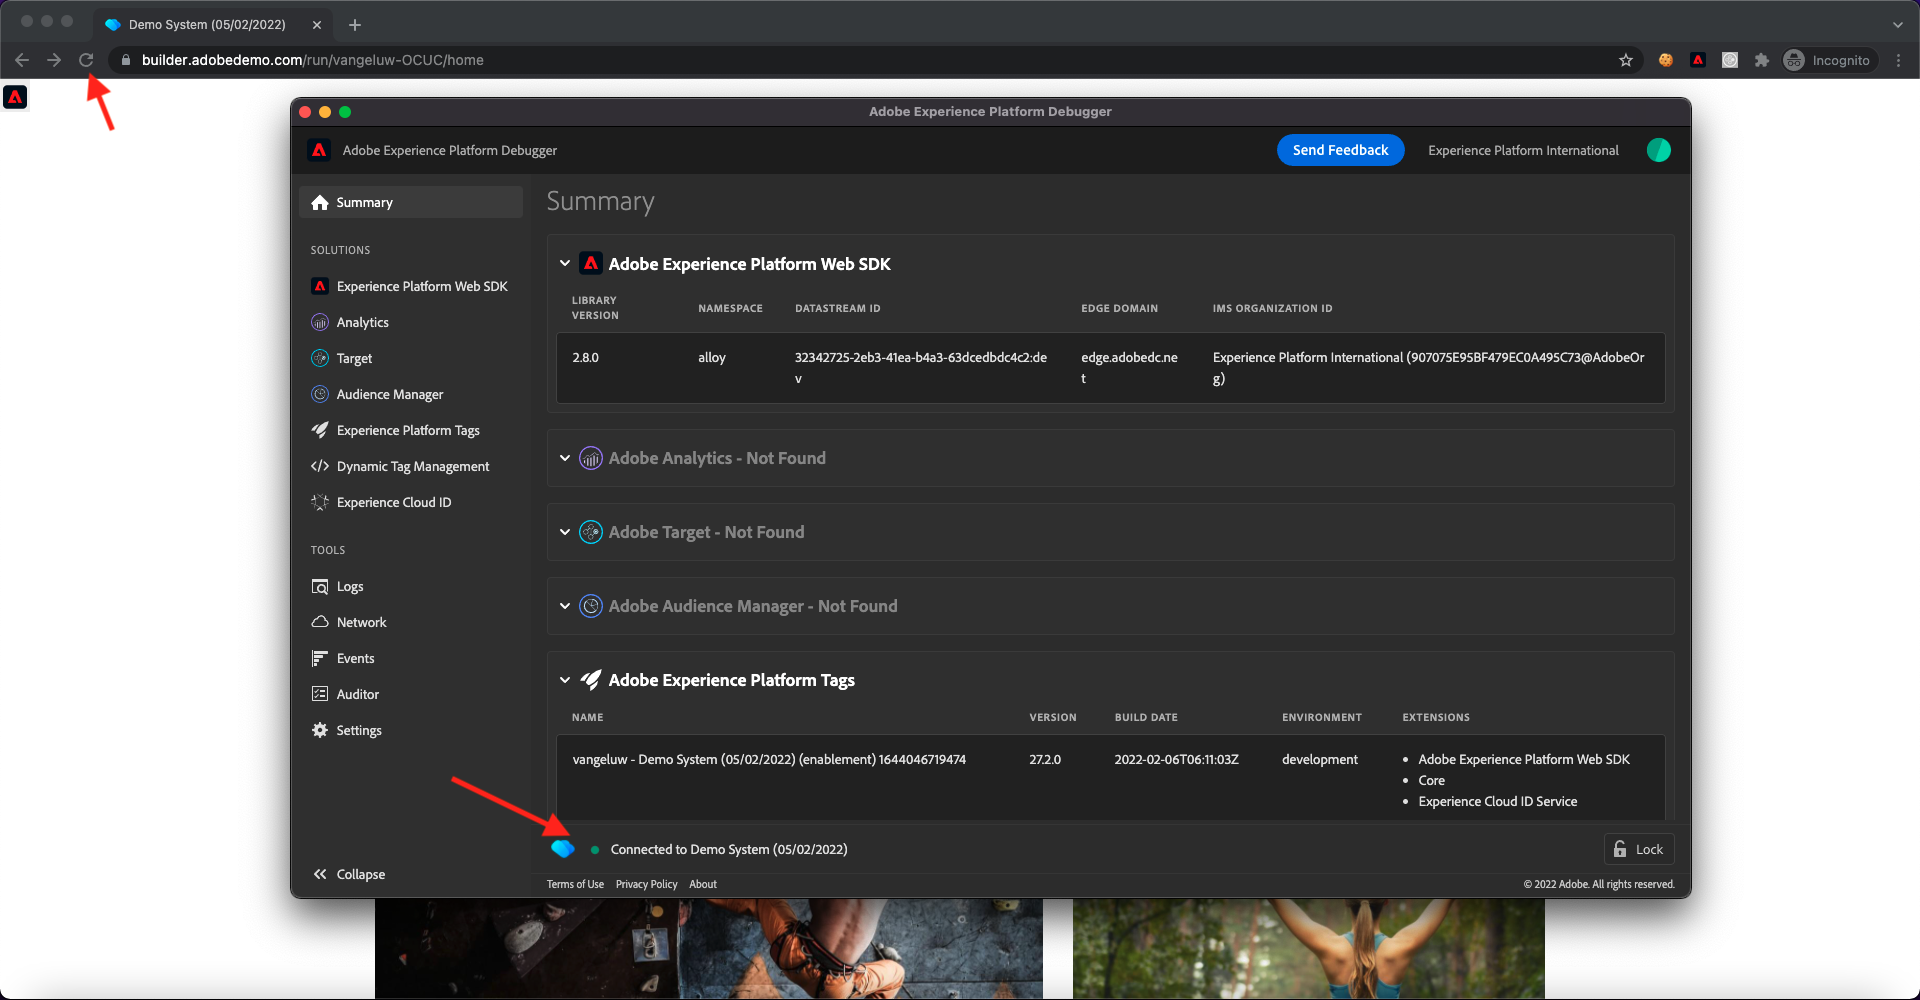 Demo System (05/02/2022)
builder.adobedemo.com/run/vangeluw-OCUC/home
Incognito
Adobe Experience Platform Debugger
Adobe Experience Platform Debugger
Send Feedback
Experience Platform International
Summary
SOLUTIONS
Experience Platform Web SDK
Analytics
Target
Audience Manager
Experience Platform Tags
Dynamic Tag Management
Experience Cloud ID
TOOLS
Logs
Network
Events
Auditor
Settings
Collapse
Summary
Adobe Experience Platform Web SDK
LIBRARY
VERSION
NAMESPACE
DATASTREAM ID
EDGE DOMAIN
IMS ORGANIZATION ID
2.8.0
alloy
32342725-2eb3-41ea-b4a3-63dcedbdc4c2:de
v
edge.adobedc.ne
t
Experience Platform International (907075E95BF479EC0A495C73@AdobeOr
g)
Adobe Analytics - Not Found
Adobe Target - Not Found
Adobe Audience Manager - Not Found
Adobe Experience Platform Tags
NAME
VERSION
BUILD DATE
ENVIRONMENT
EXTENSIONS
vangeluw - Demo System (05/02/2022) (enablement) 1644046719474
27.2.0
2022-02-06T06:11:03Z
development
Adobe Experience Platform Web SDK
Core
Experience Cloud ID Service
Connected to Demo System (05/02/2022)
Lock
Terms of Use
Privacy Policy
About
© 2022 Adobe. All rights reserved.